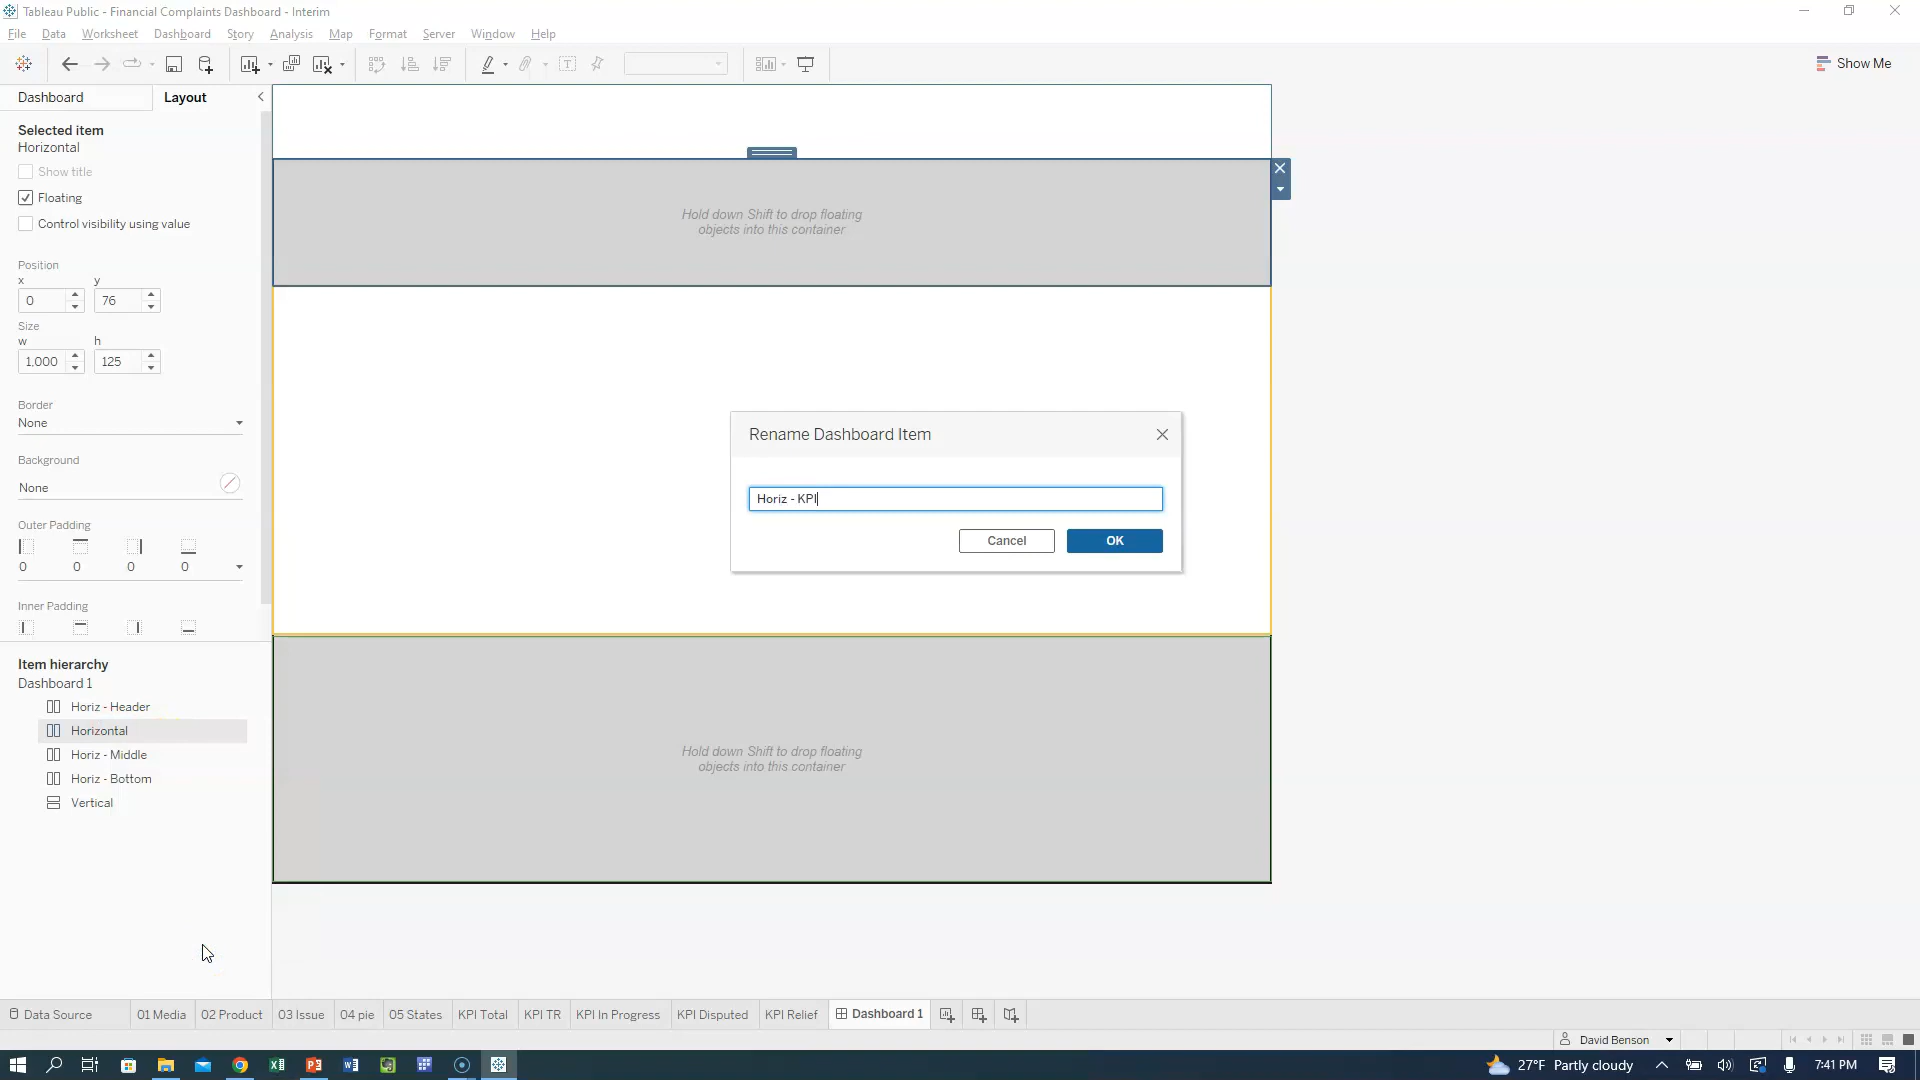 Tableau Public - Financial Complaints Dashboard - Interim
File Data Worksheet Dashboard Story Analysis Map Format Server Window Help
Show Me
Dashboard Layout
Selected item
Horizontal
Show title
Floating
Control visibility using value
Position
x y
0 76
Size
w h
1,000 125
Border
None
Background
None
Outer Padding
0 0 0 0
Inner Padding
Item hierarchy
Dashboard 1
Horiz - Header
Horizontal
Horiz - Middle
Horiz - Bottom
Vertical
Hold down Shift to drop floating
objects into this container
Rename Dashboard Item
Horiz - KPI
Cancel OK
Hold down Shift to drop floating
objects into this container
Data Source 01 Media 02 Product 03 Issue 04 pie 05 States KPI Total KPI TR KPI In Progress KPI Disputed KPI Relief Dashboard 1
David Benson
27°F Partly cloudy 7:41 PM